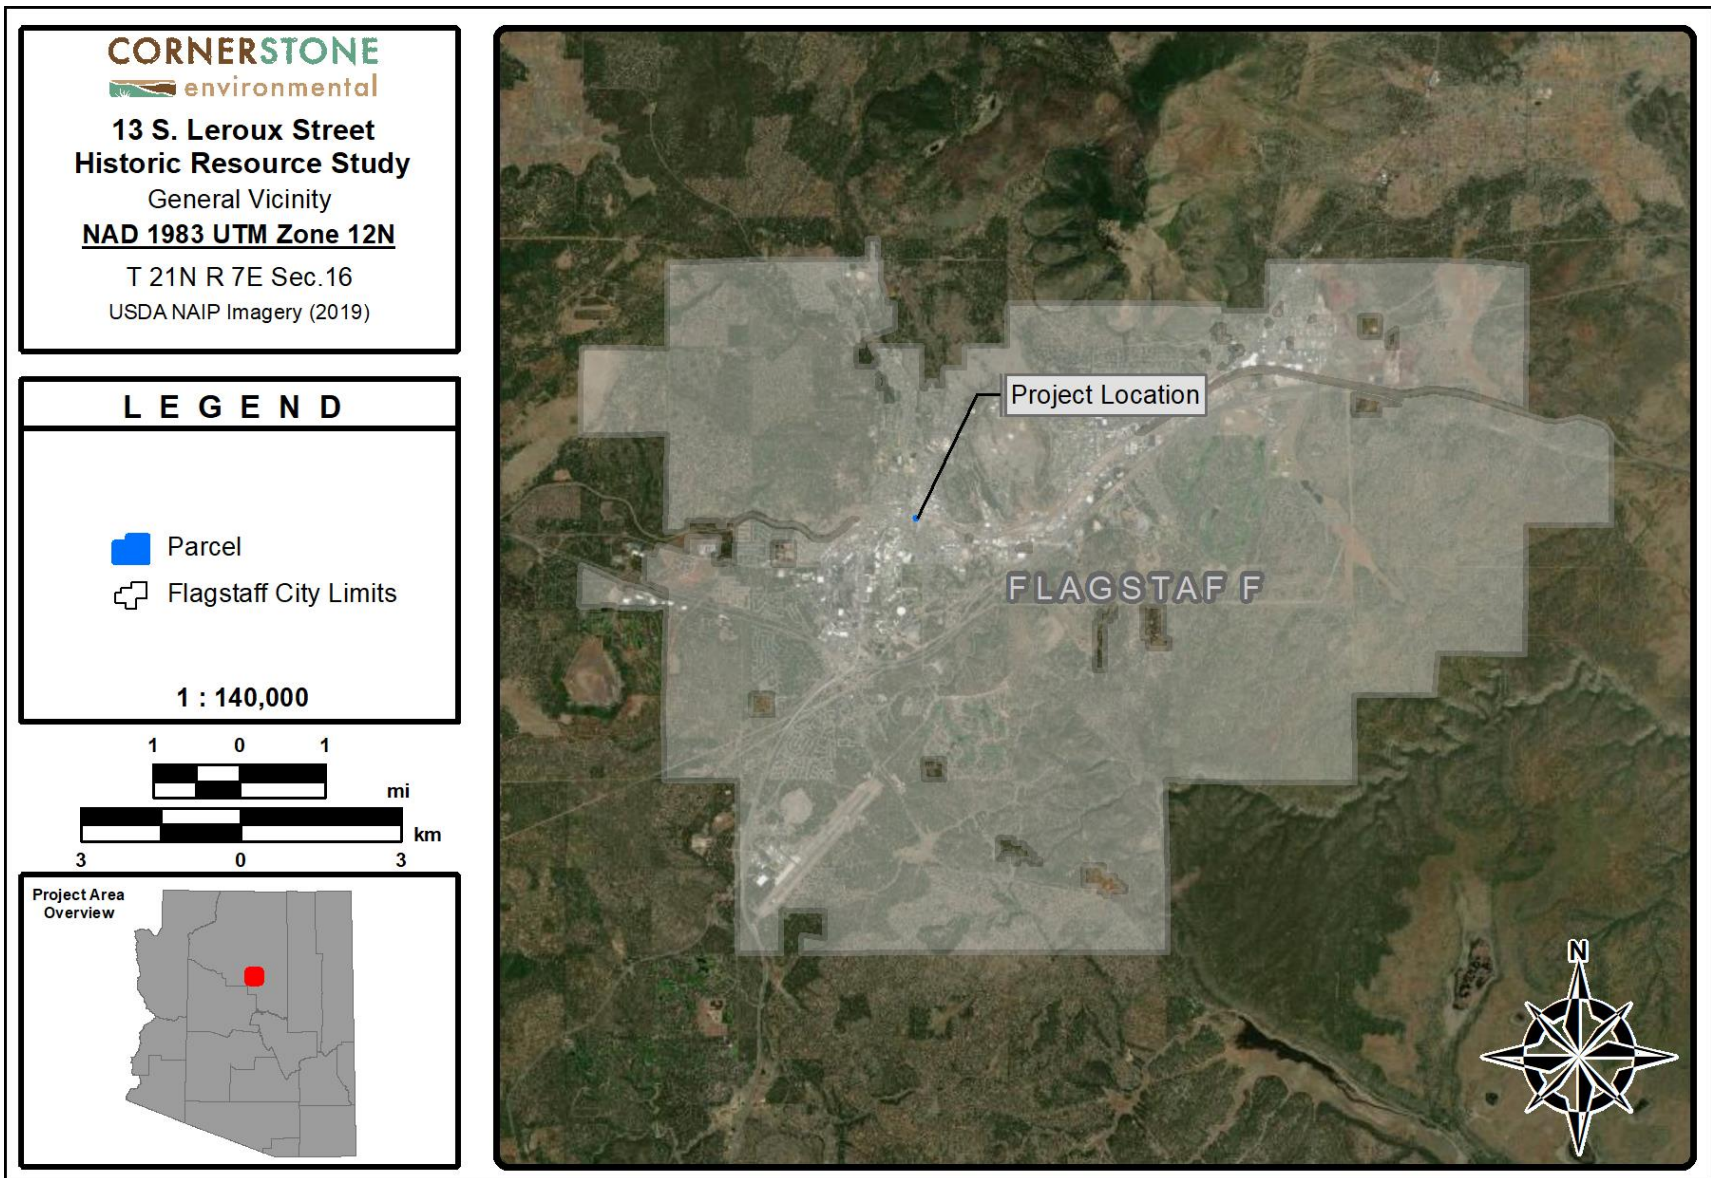 CORNERSTONE
environmental
13 S. Leroux Street
Historic Resource Study
General Vicinity
NAD 1983 UTM Zone 12N
T 21N R 7E Sec.16
USDA NAIP Imagery (2019)
LEGEND
Parcel
Flagstaff City Limits
1 : 140,000
1 0 1
mi
km
3 0 3
Project Area
Overview
Project Location
FLAGSTAFF
N